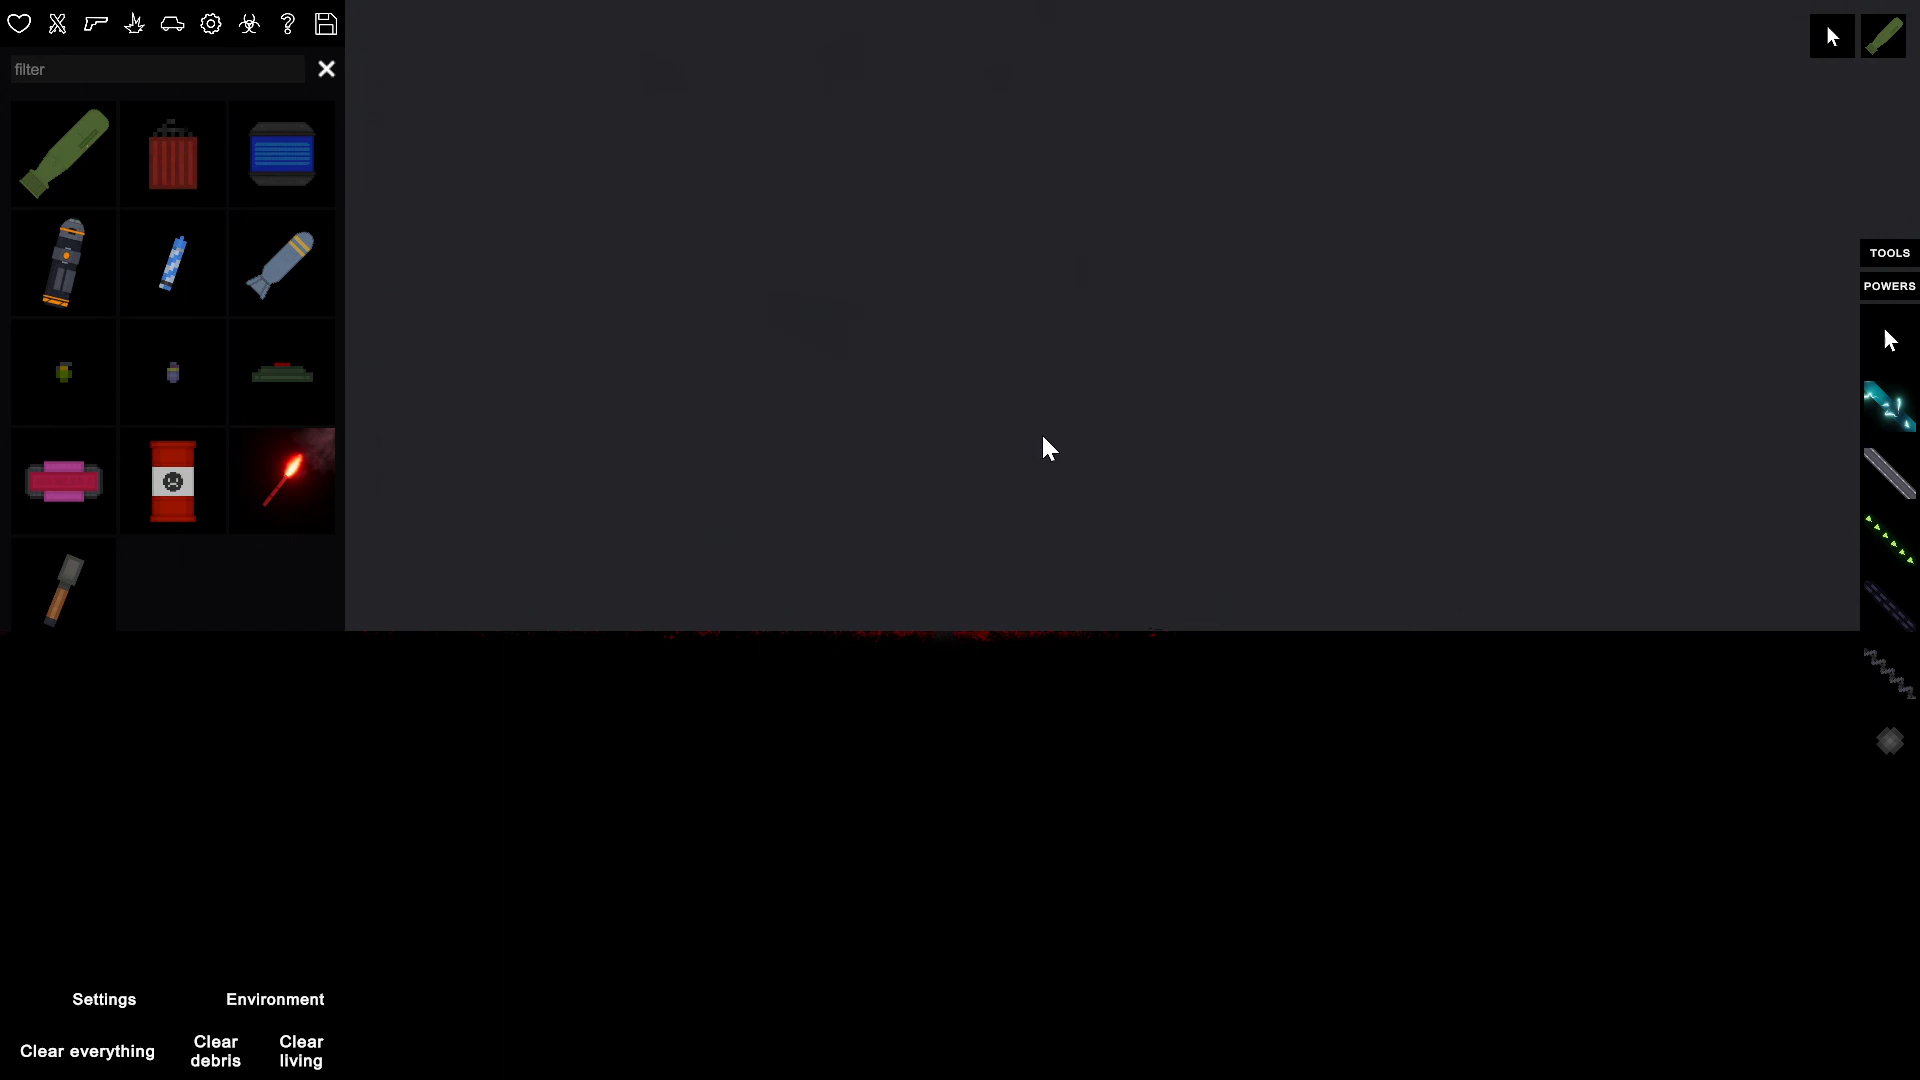 filter
TOOLS
POWERS
Settings
Environment
Clear everything
Clear
debris
Clear
living